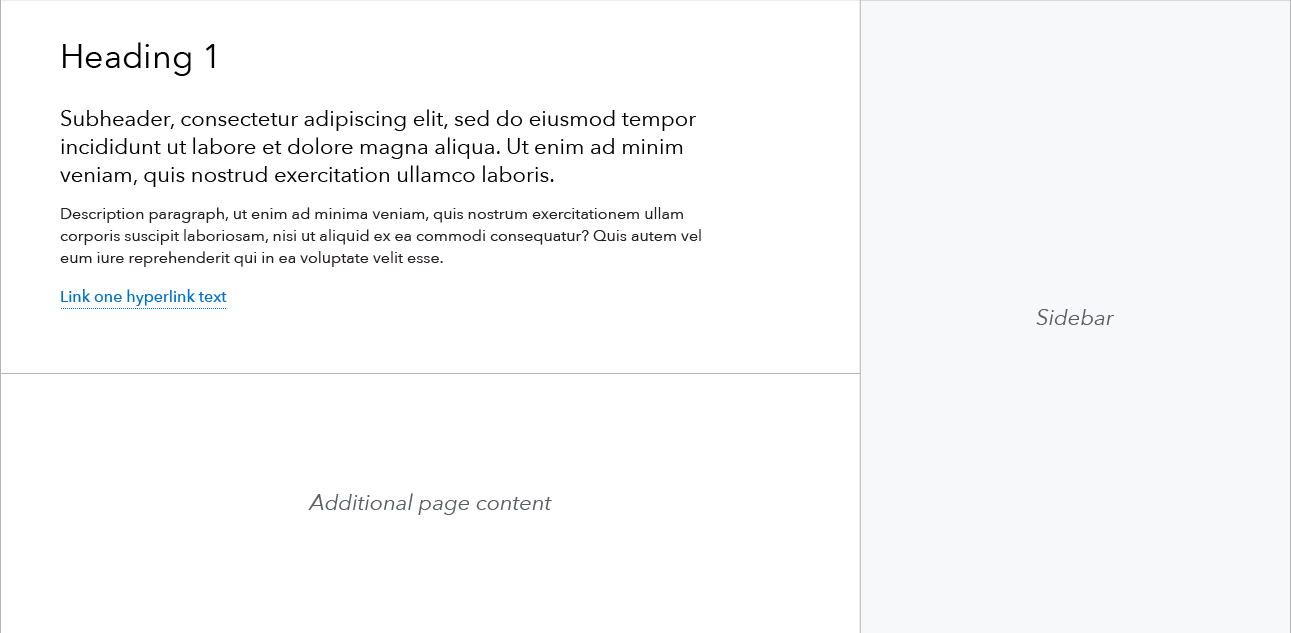 Heading 1
Subheader, consectetur adipiscing elit, sed do eiusmod tempor
incididunt ut labore et dolore magna aliqua. Ut enim ad minim
veniam, quis nostrud exercitation ullamco laboris.
Description paragraph, ut enim ad minima veniam, quis nostrum exercitationem ullam
corporis suscipit laboriosam, nisi ut aliquid ex ea commodi consequatur? Quis autem vel
eum iure reprehenderit qui in ea voluptate velit esse.
Link one hyperlink text
Additional page content
Sidebar